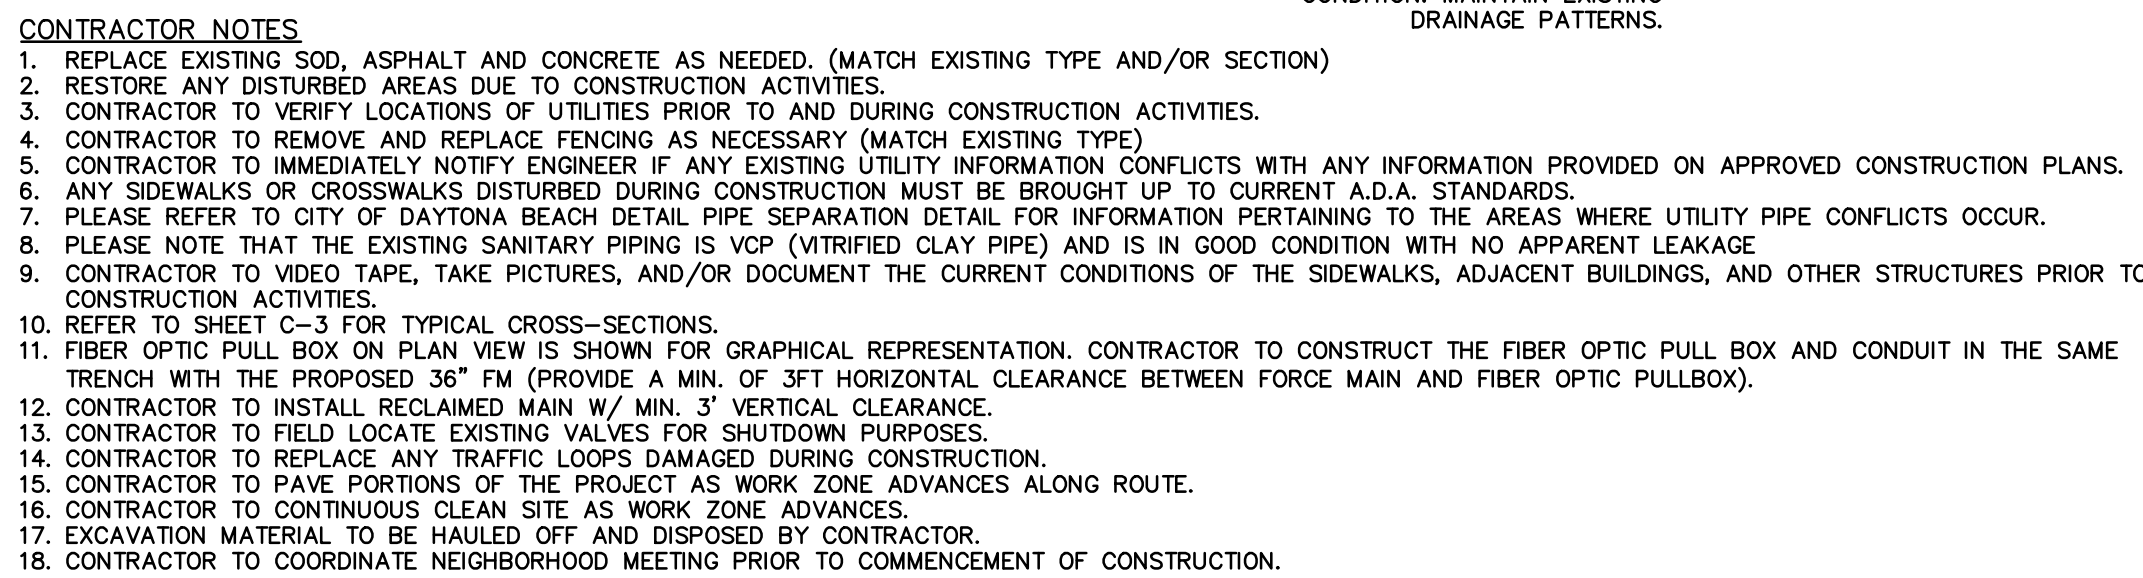 DRAINAGE PATTERNS.
CONTRACTOR NOTES
1. REPLACE EXISTING SOD, ASPHALT AND CONCRETE AS NEEDED. (MATCH EXISTING TYPE AND/OR SECTION)
2. RESTORE ANY DISTURBED AREAS DUE TO CONSTRUCTION ACTIVITIES.
3. CONTRACTOR TO VERIFY LOCATIONS OF UTILITIES PRIOR TO AND DURING CONSTRUCTION ACTIVITIES.
4. CONTRACTOR TO REMOVE AND REPLACE FENCING AS NECESSARY (MATCH EXISTING TYPE)
5. CONTRACTOR TO IMMEDIATELY NOTIFY ENGINEER IF ANY EXISTING UTILITY INFORMATION CONFLICTS WITH ANY INFORMATION PROVIDED ON APPROVED CONSTRUCTION PLANS.
6. ANY SIDEWALKS OR CROSSWALKS DISTURBED DURING CONSTRUCTION MUST BE BROUGHT UP TO CURRENT A.D.A. STANDARDS.
7. PLEASE REFER TO CITY OF DAYTONA BEACH DETAIL PIPE SEPARATION DETAIL FOR INFORMATION PERTAINING TO THE AREAS WHERE UTILITY PIPE CONFLICTS OCCUR.
8. PLEASE NOTE THAT THE EXISTING SANITARY PIPING IS VCP (VITRIFIED CLAY PIPE) AND IS IN GOOD CONDITION WITH NO APPARENT LEAKAGE
9. CONTRACTOR TO VIDEO TAPE, TAKE PICTURES, AND/OR DOCUMENT THE CURRENT CONDITIONS OF THE SIDEWALKS, ADJACENT BUILDINGS, AND OTHER STRUCTURES PRIOR TO
CONSTRUCTION ACTIVITIES.
10. REFER TO SHEET C-3 FOR TYPICAL CROSS-SECTIONS.
11. FIBER OPTIC PULL BOX ON PLAN VIEW IS SHOWN FOR GRAPHICAL REPRESENTATION. CONTRACTOR TO CONSTRUCT THE FIBER OPTIC PULL BOX AND CONDUIT IN THE SAME
TRENCH WITH THE PROPOSED 36" FM (PROVIDE A MIN. OF 3FT HORIZONTAL CLEARANCE BETWEEN FORCE MAIN AND FIBER OPTIC PULLBOX).
12. CONTRACTOR TO INSTALL RECLAIMED MAIN W/ MIN. 3' VERTICAL CLEARANCE.
13. CONTRACTOR TO FIELD LOCATE EXISTING VALVES FOR SHUTDOWN PURPOSES.
14. CONTRACTOR TO REPLACE ANY TRAFFIC LOOPS DAMAGED DURING CONSTRUCTION.
15. CONTRACTOR TO PAVE PORTIONS OF THE PROJECT AS WORK ZONE ADVANCES ALONG ROUTE.
16. CONTRACTOR TO CONTINUOUS CLEAN SITE AS WORK ZONE ADVANCES.
17. EXCAVATION MATERIAL TO BE HAULED OFF AND DISPOSED BY CONTRACTOR.
18. CONTRACTOR TO COORDINATE NEIGHBORHOOD MEETING PRIOR TO COMMENCEMENT OF CONSTRUCTION.